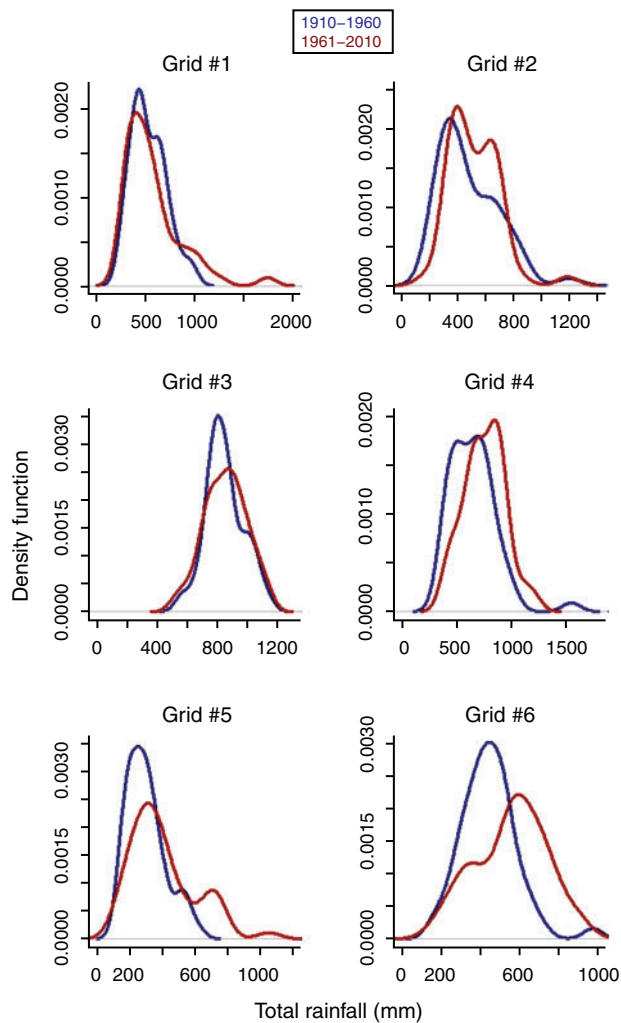 1910−1960
1961−2010
Grid #1
Grid #2
0.0000 0.0010 0.0020
0 500 1000 2000
0.0000 0.0010 0.0020
0 400 800 1200
Grid #3
Grid #4
Density function
0.0000 0.0015 0.0030
0 400 800 1200
0.0000 0.0010 0.0020
0 500 1000 1500
Grid #5
Grid #6
0.0000 0.0015 0.0030
0 200 600 1000
0.0000 0.0015 0.0030
0 200 600 1000
Total rainfall (mm)